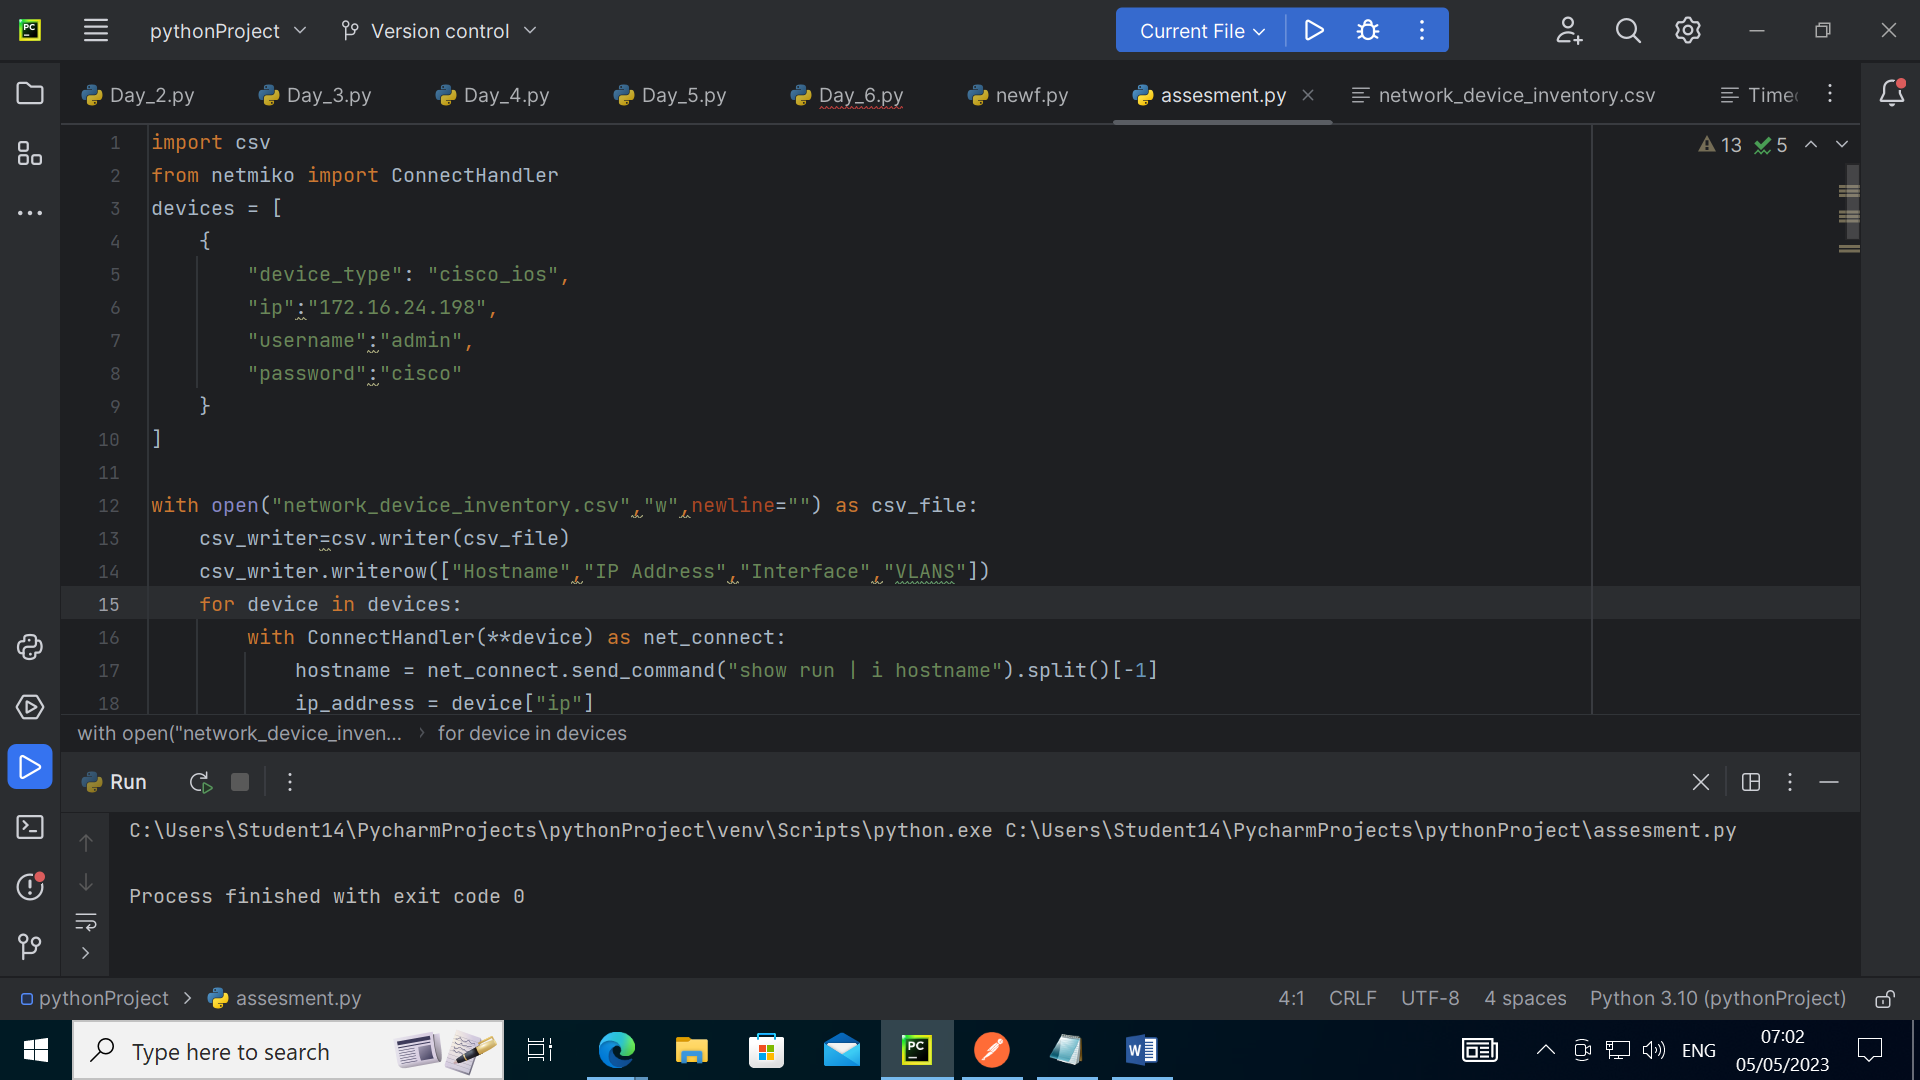 PC pythonProject Version control Current File
Day_2.py Day_3.py Day_4.py Day_5.py Day_6.py newf.py assesment.py network_device_inventory.csv
13 5
1 import csv
2 from netmiko import ConnectHandler
3 devices = [
4 {
5 "device_type": "cisco_ios",
6 "ip":"172.16.24.198",
7 "username":"admin",
8 "password":"cisco"
9 }
10 ]
11
12 with open("network_device_inventory.csv","w",newline="") as csv_file:
13 csv_writer=csv.writer(csv_file)
14 csv_writer.writerow(["Hostname","IP Address","Interface","VLANS"])
15 for device in devices:
16 with ConnectHandler(**device) as net_connect:
17 hostname = net_connect.send_command("show run | i hostname").split()[-1]
18 ip_address = device["ip"]
with open("network_device_inven... › for device in devices
Run
C:\Users\Student14\PycharmProjects\pythonProject\venv\Scripts\python.exe C:\Users\Student14\PycharmProjects\pythonProject\assesment.py
Process finished with exit code 0
pythonProject > assesment.py 4:1 CRLF UTF-8 4 spaces Python 3.10 (pythonProject)
Type here to search PC W ENG 07:02
05/05/2023